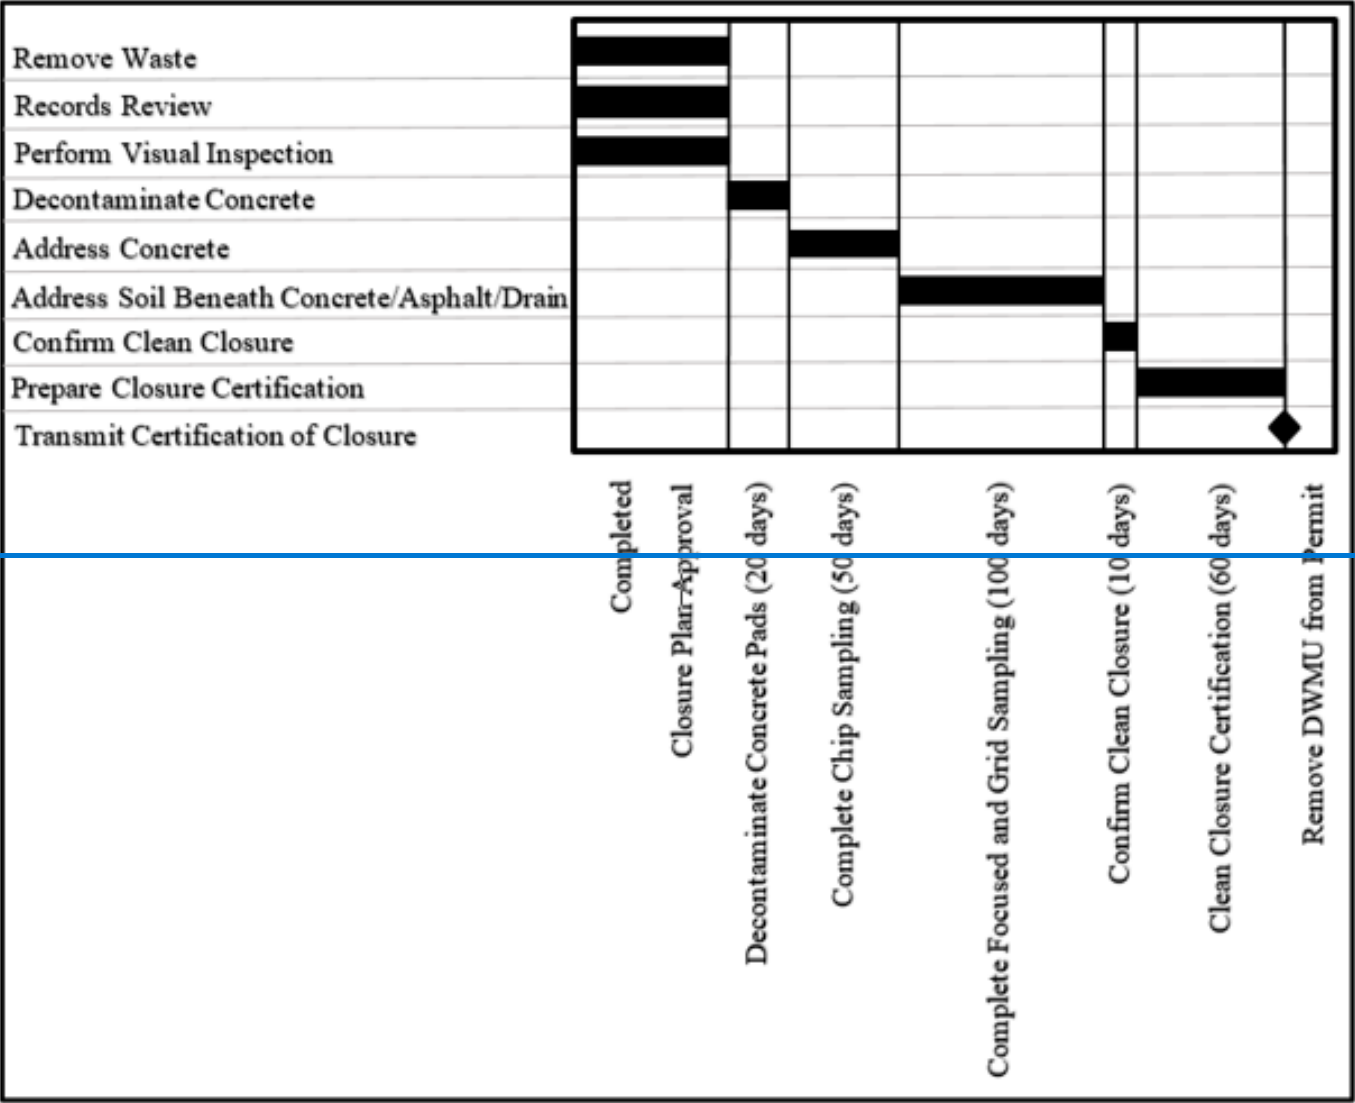 Remove Waste
Records Review
Perform Visual Inspection
Decontaminate Concrete
Address Concrete
Address Soil Beneath Concrete/Asphalt/Drain
Confirm Clean Closure
Prepare Closure Certification
Transmit Certification of Closure
Completed
Closure Plan Approval
Decontaminate Concrete Pads (20 days)
Complete Chip Sampling (50 days)
Complete Focused and Grid Sampling (100 days)
Confirm Clean Closure (10 days)
Clean Closure Certification (60 days)
Remove DWMU from Permit